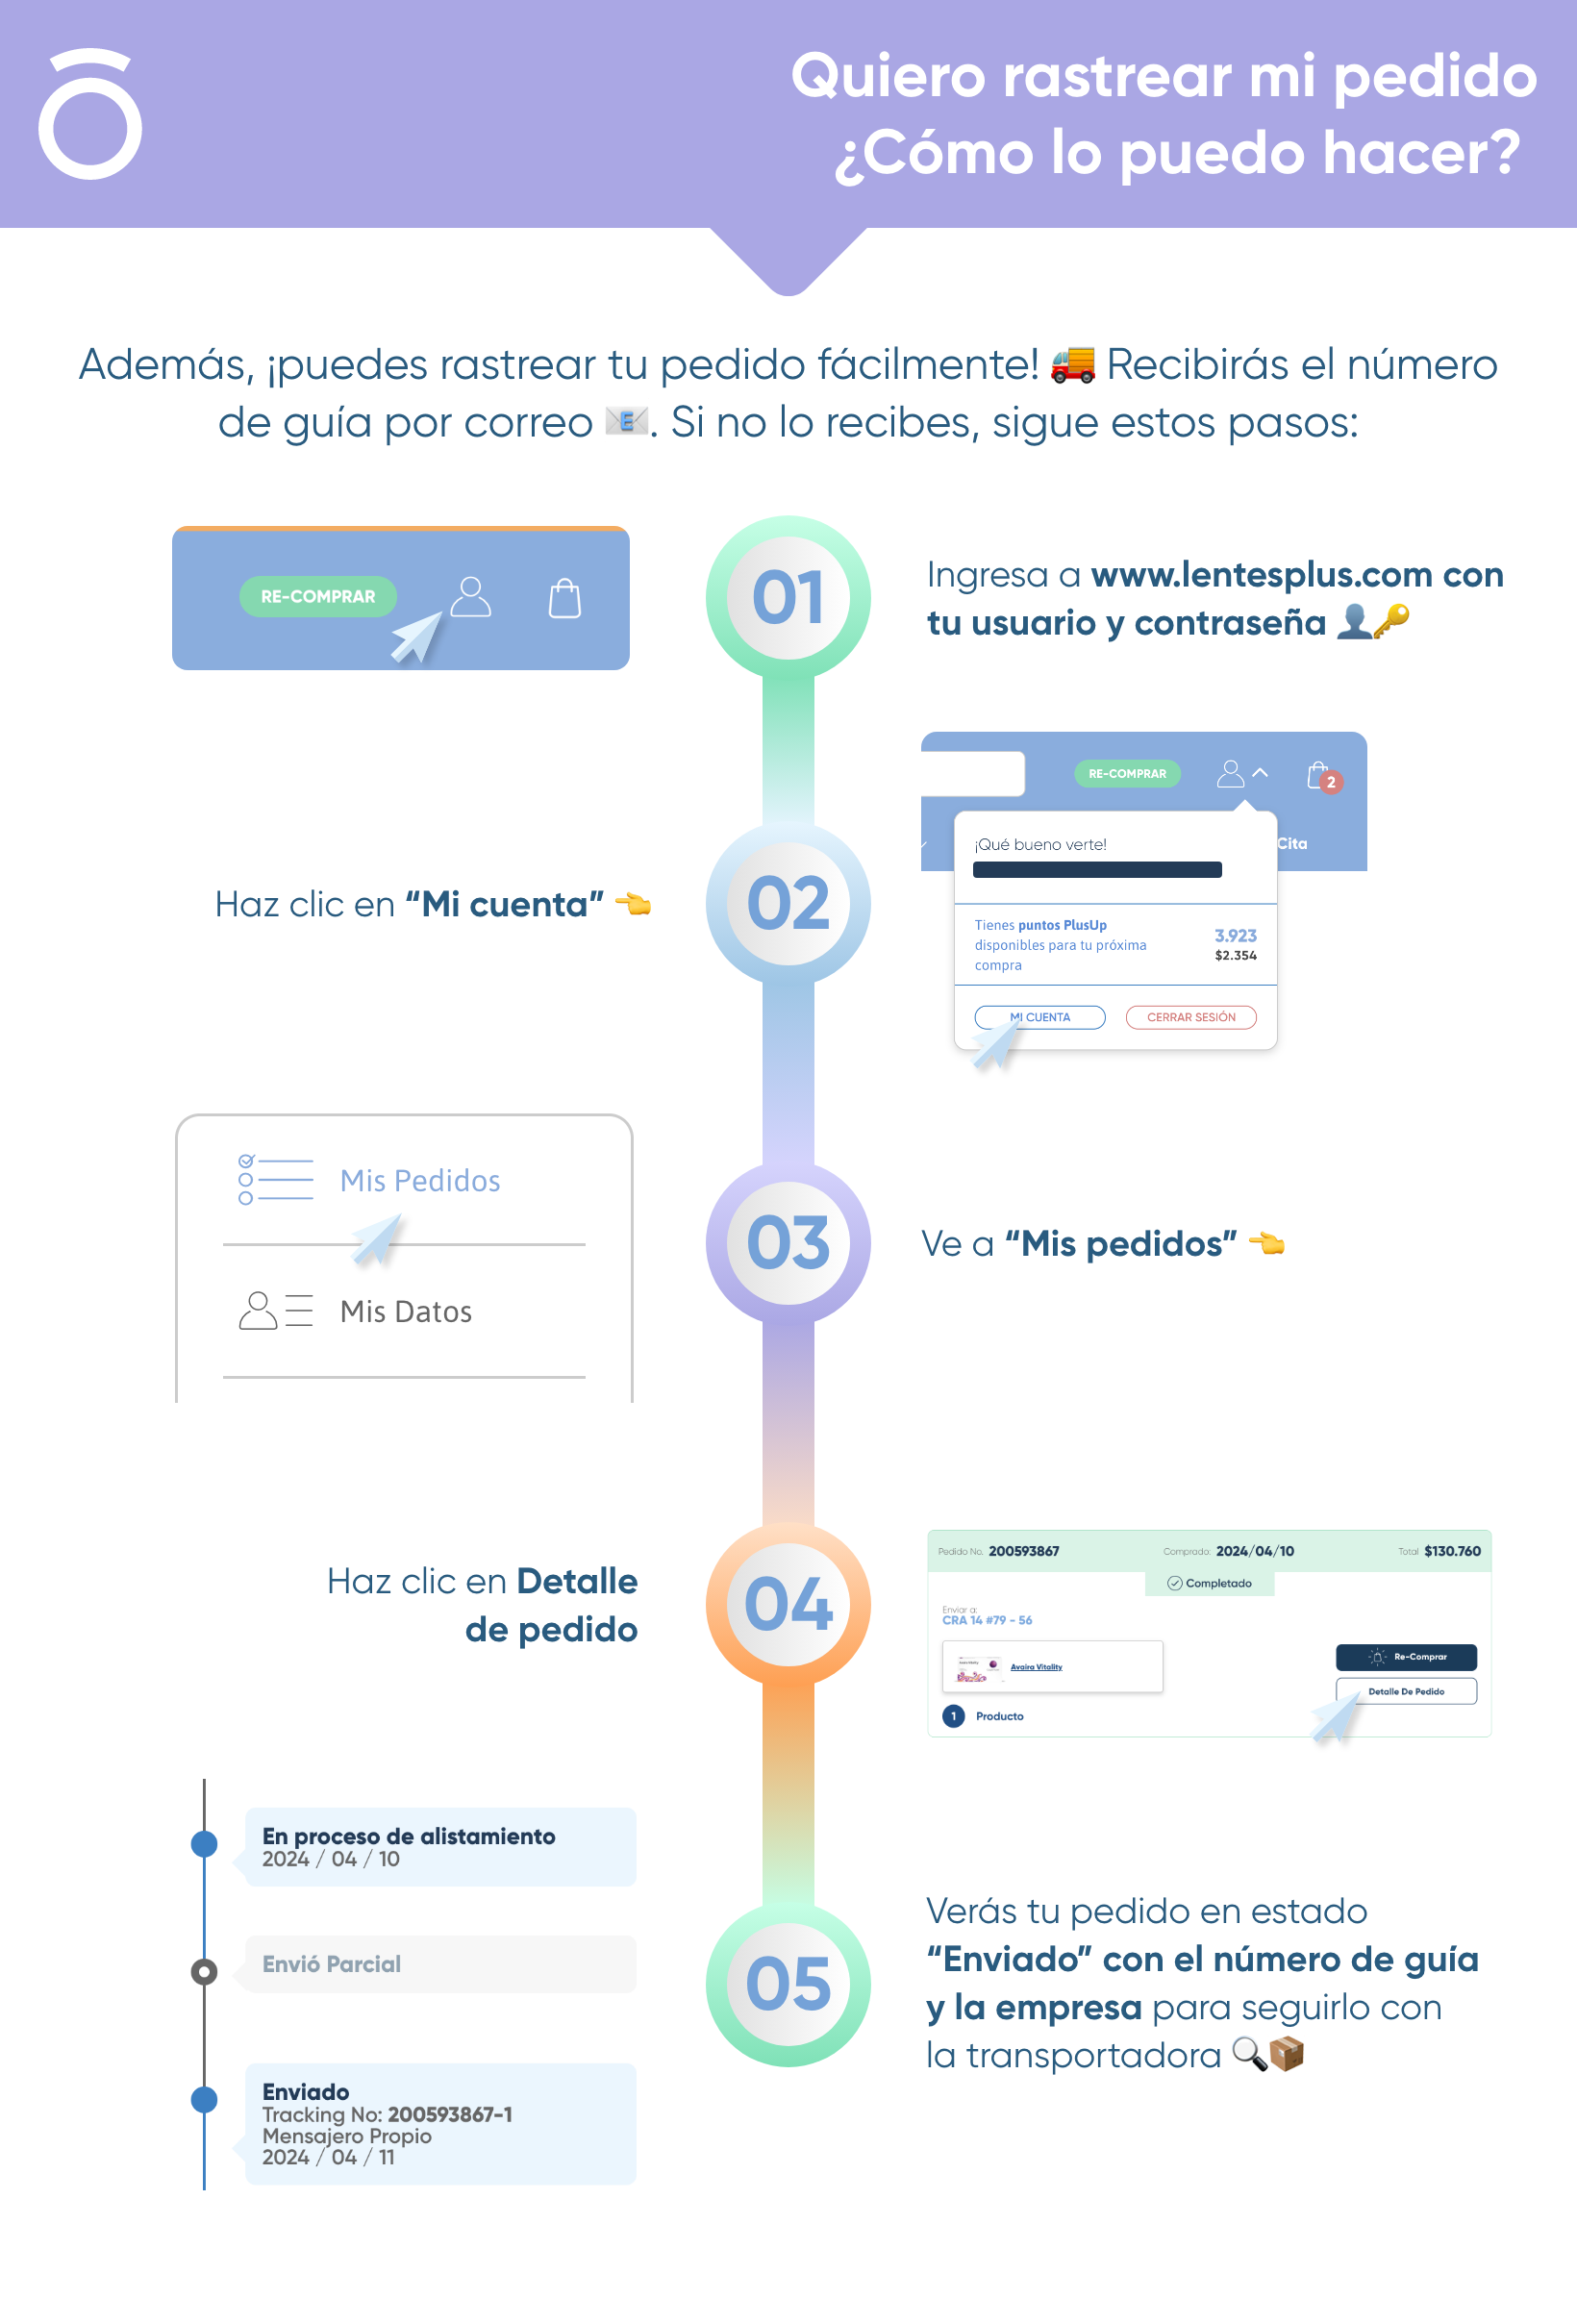 Quiero rastrear mi pedido
¿Cómo lo puedo hacer?
Además, ¡puedes rastrear tu pedido fácilmente! 🚚 Recibirás el número
de guía por correo 📧. Si no lo recibes, sigue estos pasos:
RE-COMPRAR
01
Ingresa a www.lentesplus.com con
tu usuario y contraseña 👤🔑
Haz clic en “Mi cuenta” 👈
02
RE-COMPRAR
2
Cita
¡Qué bueno verte!
Tienes puntos PlusUp
disponibles para tu próxima
compra
3.923
$2.354
MI CUENTA
CERRAR SESIÓN
Mis Pedidos
Mis Datos
03
Ve a “Mis pedidos” 👈
Haz clic en Detalle
de pedido
04
Pedido No. 200593867
Comprado: 2024/04/10
Total $130.760
Completado
Enviar a:
CRA 14 #79 - 56
Avaira Vitality
Re-Comprar
Detalle De Pedido
1 Producto
En proceso de alistamiento
2024 / 04 / 10
Envió Parcial
Enviado
Tracking No: 200593867-1
Mensajero Propio
2024 / 04 / 11
05
Verás tu pedido en estado
“Enviado” con el número de guía
y la empresa para seguirlo con
la transportadora 🔍📦